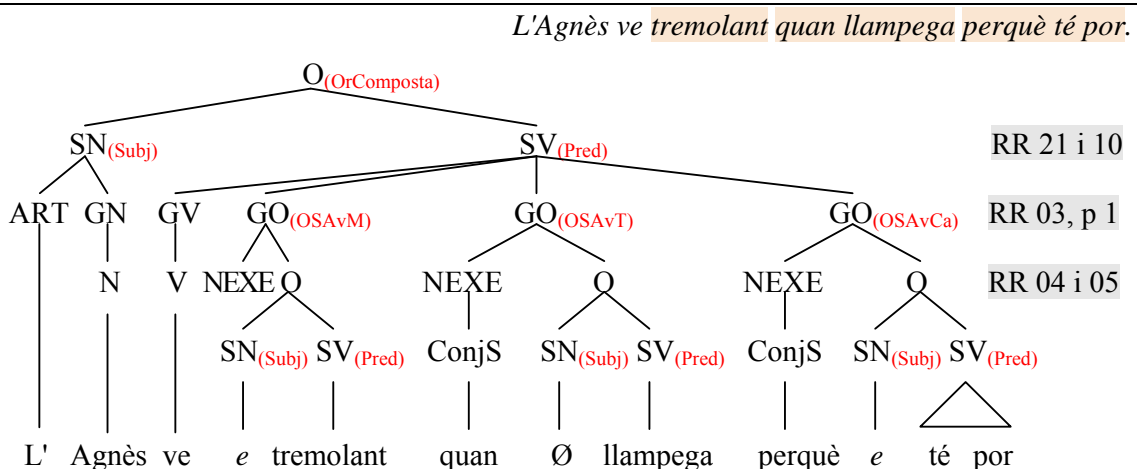 L'Agnès ve tremolant quan llampega perquè té por.
O(OrComposta)
SN(Subj) SV(Pred) RR 21 i 10
ART GN GV GO(OSAvM) GO(OSAvT) GO(OSAvCa) RR 03, p 1
N V NEXE O NEXE O NEXE O RR 04 i 05
SN(Subj) SV(Pred) ConjS SN(Subj) SV(Pred) ConjS SN(Subj) SV(Pred)
L' Agnès ve e tremolant quan Ø llampega perquè e té por